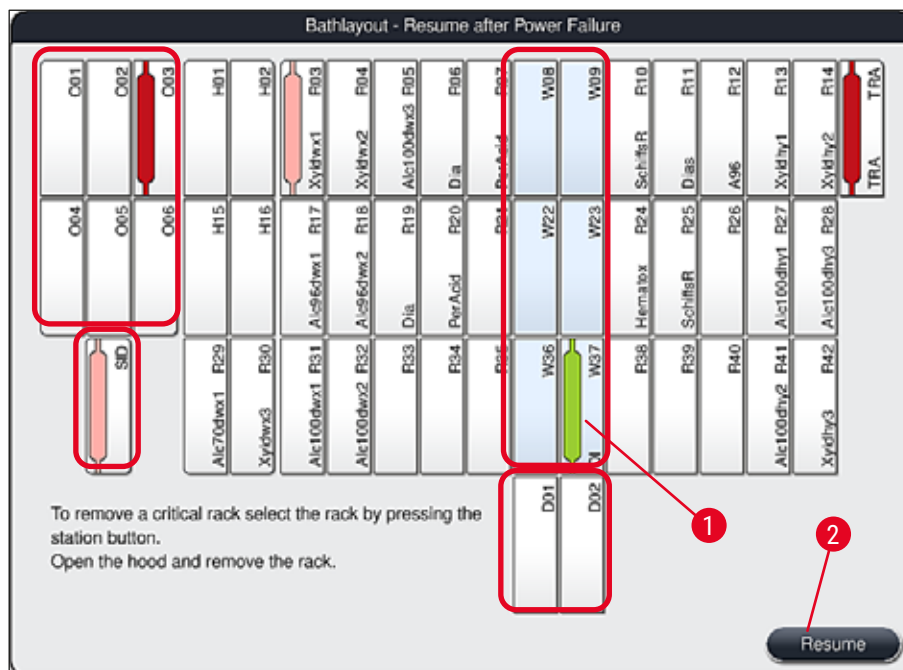 Bathlayout - Resume after Power Failure
O01
O02
O03
H01
H02
Xyldwx1 R03
Xyldwx2 R04
Alc100dwx3 R05
Dia R06
PerAcid R07
W08
W09
SchiffsR R10
Dias R11
A96 R12
Xyldhy1 R13
Xyldhy2 R14
TRA TRA
O04
O05
O06
H15
H16
Alc96dwx1 R17
Alc96dwx2 R18
Dia R19
PerAcid R20
R21
W22
W23
Hematox R24
SchiffsR R25
R26
Alc100dhy1 R27
Alc100dhy3 R28
SID
Alc70dwx1 R29
Xyldwx3 R30
Alc100dwx1 R31
Alc100dwx2 R32
R33
R34
R35
W36
DI W37
R38
R39
R40
Alc100dhy2 R41
Xyldhy3 R42
D01
D02
To remove a critical rack select the rack by pressing the
station button.
Open the hood and remove the rack.
1
2
Resume